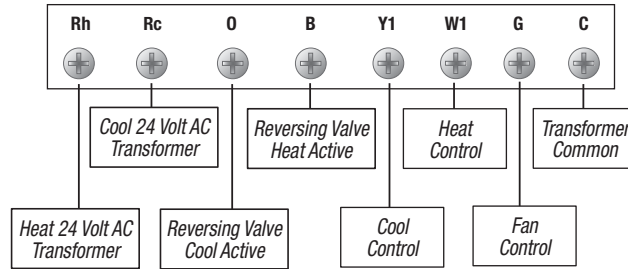 Rh Rc O B Y1 W1 G C
Cool 24 Volt AC
Transformer
Reversing Valve
Heat Active
Heat
Control
Transformer
Common
Heat 24 Volt AC
Transformer
Reversing Valve
Cool Active
Cool
Control
Fan
Control